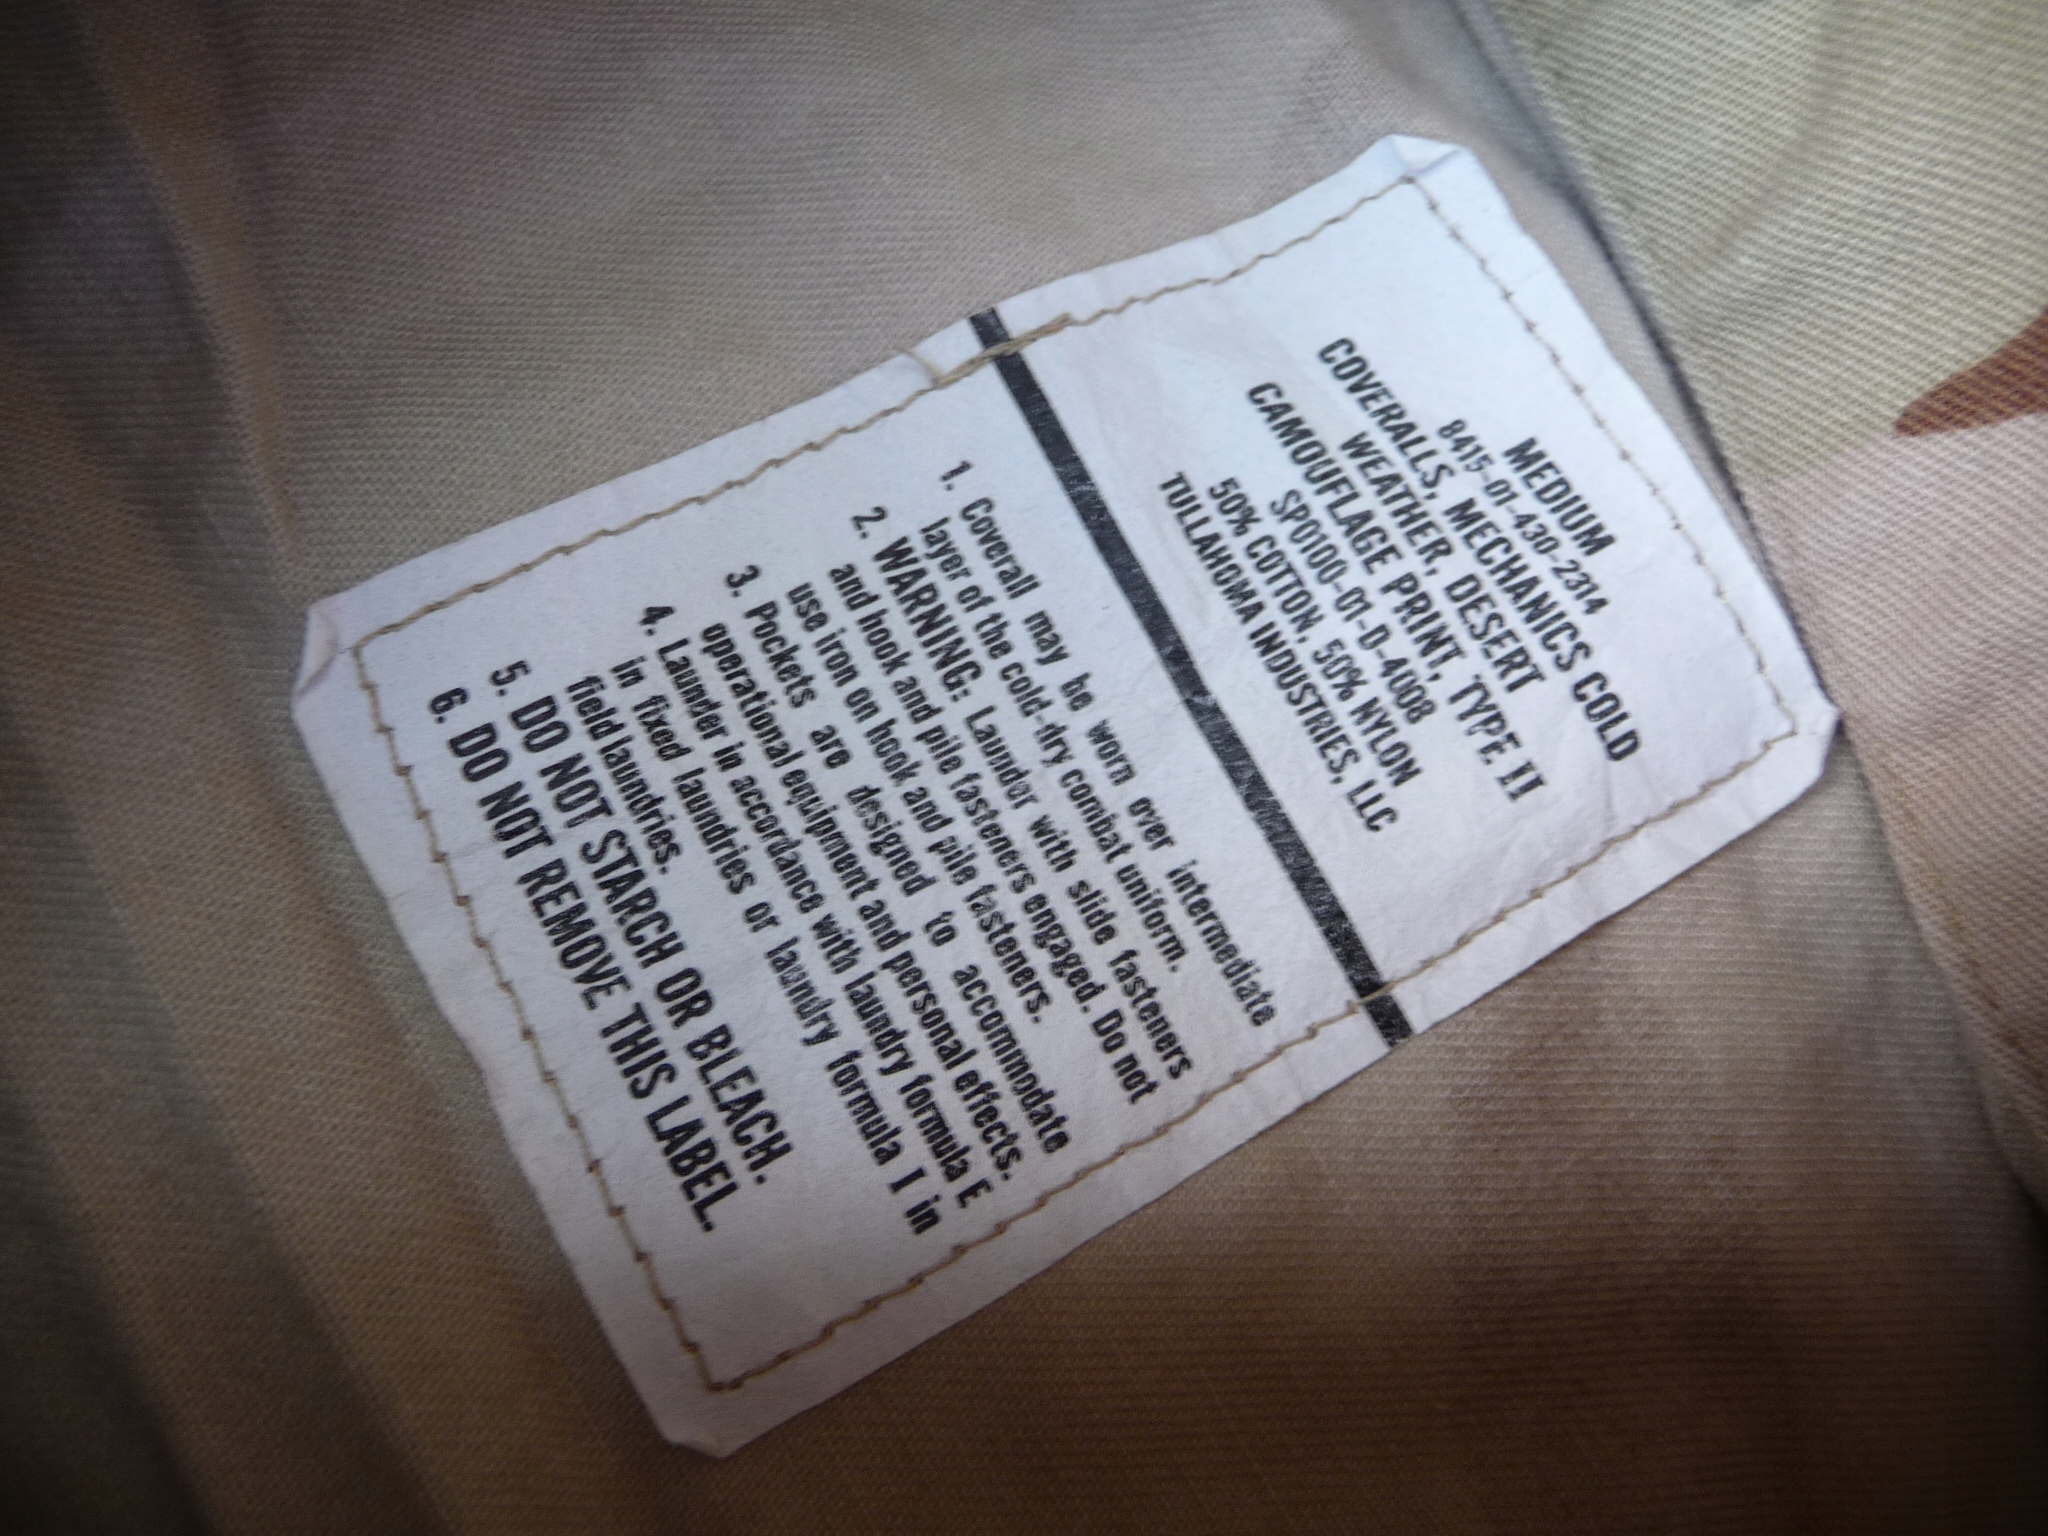 MEDIUM
8415-01-430-2314
COVERALLS, MECHANICS COLD
WEATHER, DESERT
CAMOUFLAGE PRINT, TYPE II
SP0100-01-D-4008
50% COTTON, 50% NYLON
TULLAHOMA INDUSTRIES, LLC
1. Coverall may be worn over intermediate
layer of the cold-dry combat uniform.
2. WARNING: Launder with slide fasteners
and hook and pile fasteners engaged. Do not
use iron on hook and pile fasteners.
3. Pockets are designed to accommodate
operational equipment and personal effects.
4. Launder in accordance with laundry formula E
in fixed laundries or laundry formula I in
field laundries.
5. DO NOT STARCH OR BLEACH.
6. DO NOT REMOVE THIS LABEL.